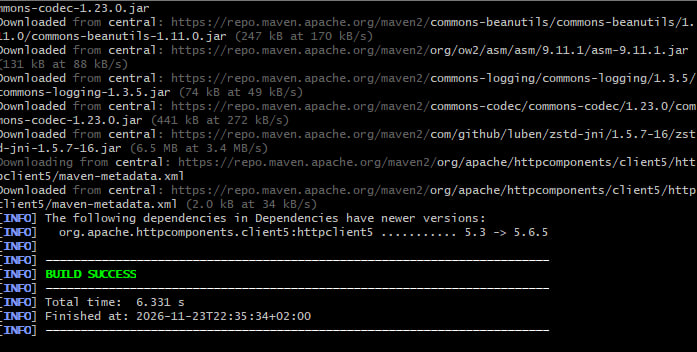 mmons-codec-1.23.0.jar
Downloaded from central: https://repo.maven.apache.org/maven2/commons-beanutils/commons-beanutils/1.
11.0/commons-beanutils-1.11.0.jar (247 kB at 170 kB/s)
Downloaded from central: https://repo.maven.apache.org/maven2/org/ow2/asm/asm/9.11.1/asm-9.11.1.jar
(131 kB at 88 kB/s)
Downloaded from central: https://repo.maven.apache.org/maven2/commons-logging/commons-logging/1.3.5/
commons-logging-1.3.5.jar (74 kB at 49 kB/s)
Downloaded from central: https://repo.maven.apache.org/maven2/commons-codec/commons-codec/1.23.0/com
mons-codec-1.23.0.jar (441 kB at 272 kB/s)
Downloaded from central: https://repo.maven.apache.org/maven2/com/github/luben/zstd-jni/1.5.7-16/zst
d-jni-1.5.7-16.jar (6.5 MB at 3.4 MB/s)
Downloading from central: https://repo.maven.apache.org/maven2/org/apache/httpcomponents/client5/htt
pclient5/maven-metadata.xml
Downloaded from central: https://repo.maven.apache.org/maven2/org/apache/httpcomponents/client5/http
client5/maven-metadata.xml (2.0 kB at 34 kB/s)
[INFO] The following dependencies in Dependencies have newer versions:
[INFO]   org.apache.httpcomponents.client5:httpclient5 ........... 5.3 -> 5.6.5
[INFO]
[INFO] ------------------------------------------------------------------------
[INFO] BUILD SUCCESS
[INFO] ------------------------------------------------------------------------
[INFO] Total time:  6.331 s
[INFO] Finished at: 2026-11-23T22:35:34+02:00
[INFO] ------------------------------------------------------------------------